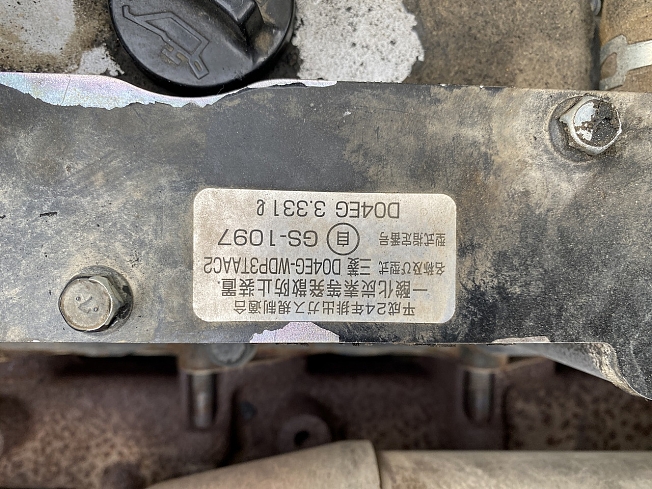 平成24年排出ガス規制適合
一酸化炭素等発散防止装置.
名称及び型式 三菱 D04EG-WDP3TAAC2
型式指定番号 自 GS-1097
D04EG 3.331ℓ